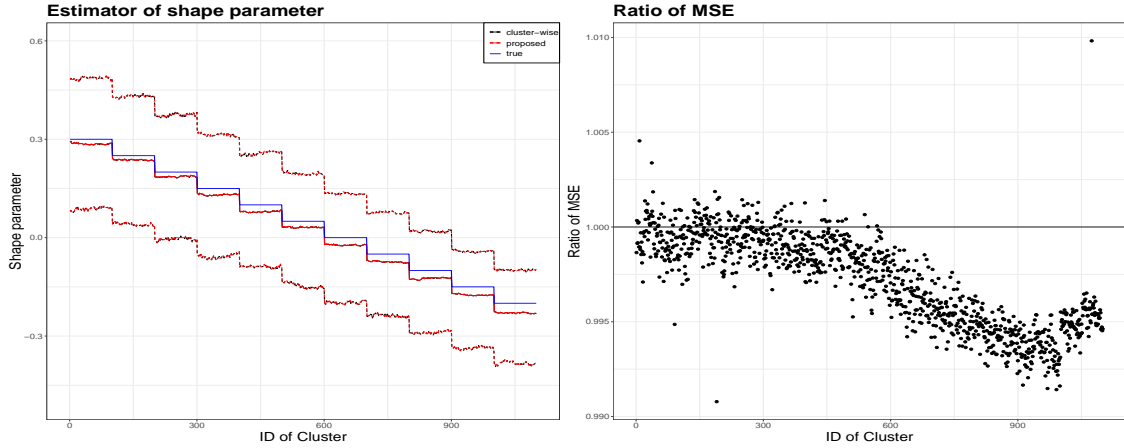 Estimator of shape parameter
cluster−wise
proposed
true
0.6
0.3
0.0
−0.3
Shape parameter
0
300
600
900
ID of Cluster
Ratio of MSE
1.010
1.005
1.000
0.995
0.990
Ratio of MSE
0
300
600
900
ID of Cluster